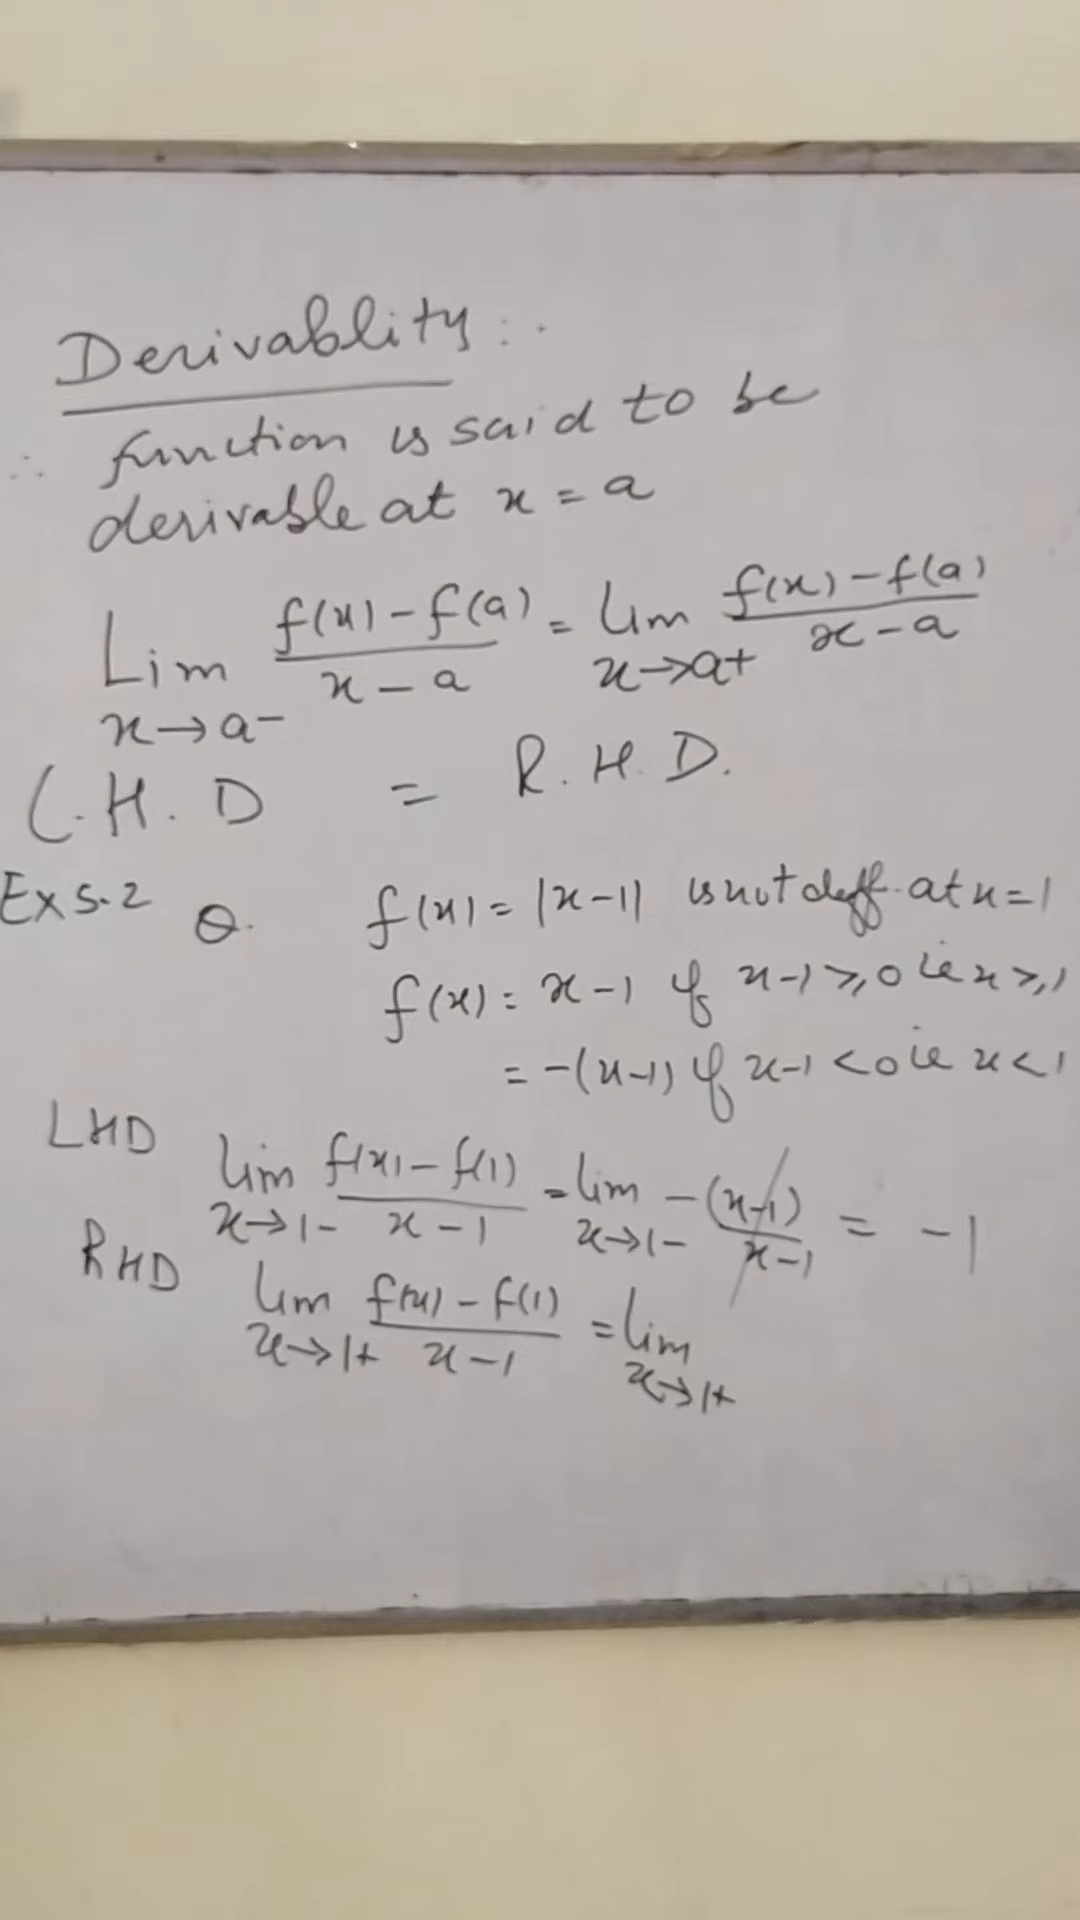 Derivablity :.
∴ function is said to be
derivable at x = a
Lim x→a- f(x)-f(a)/x-a = lim x→a+ f(x)-f(a)/x-a
L.H.D = R.H.D.
Ex 5.2 Q. f(x) = |x-1| is not diff. at x=1
f(x) = x-1 if x-1≥0 ie x≥1
= -(x-1) if x-1<0 ie x<1
LHD lim x→1- f(x)-f(1)/x-1 = lim x→1- -(x-1)/x-1 = -1
RHD lim x→1+ f(x)-f(1)/x-1 = lim x→1+